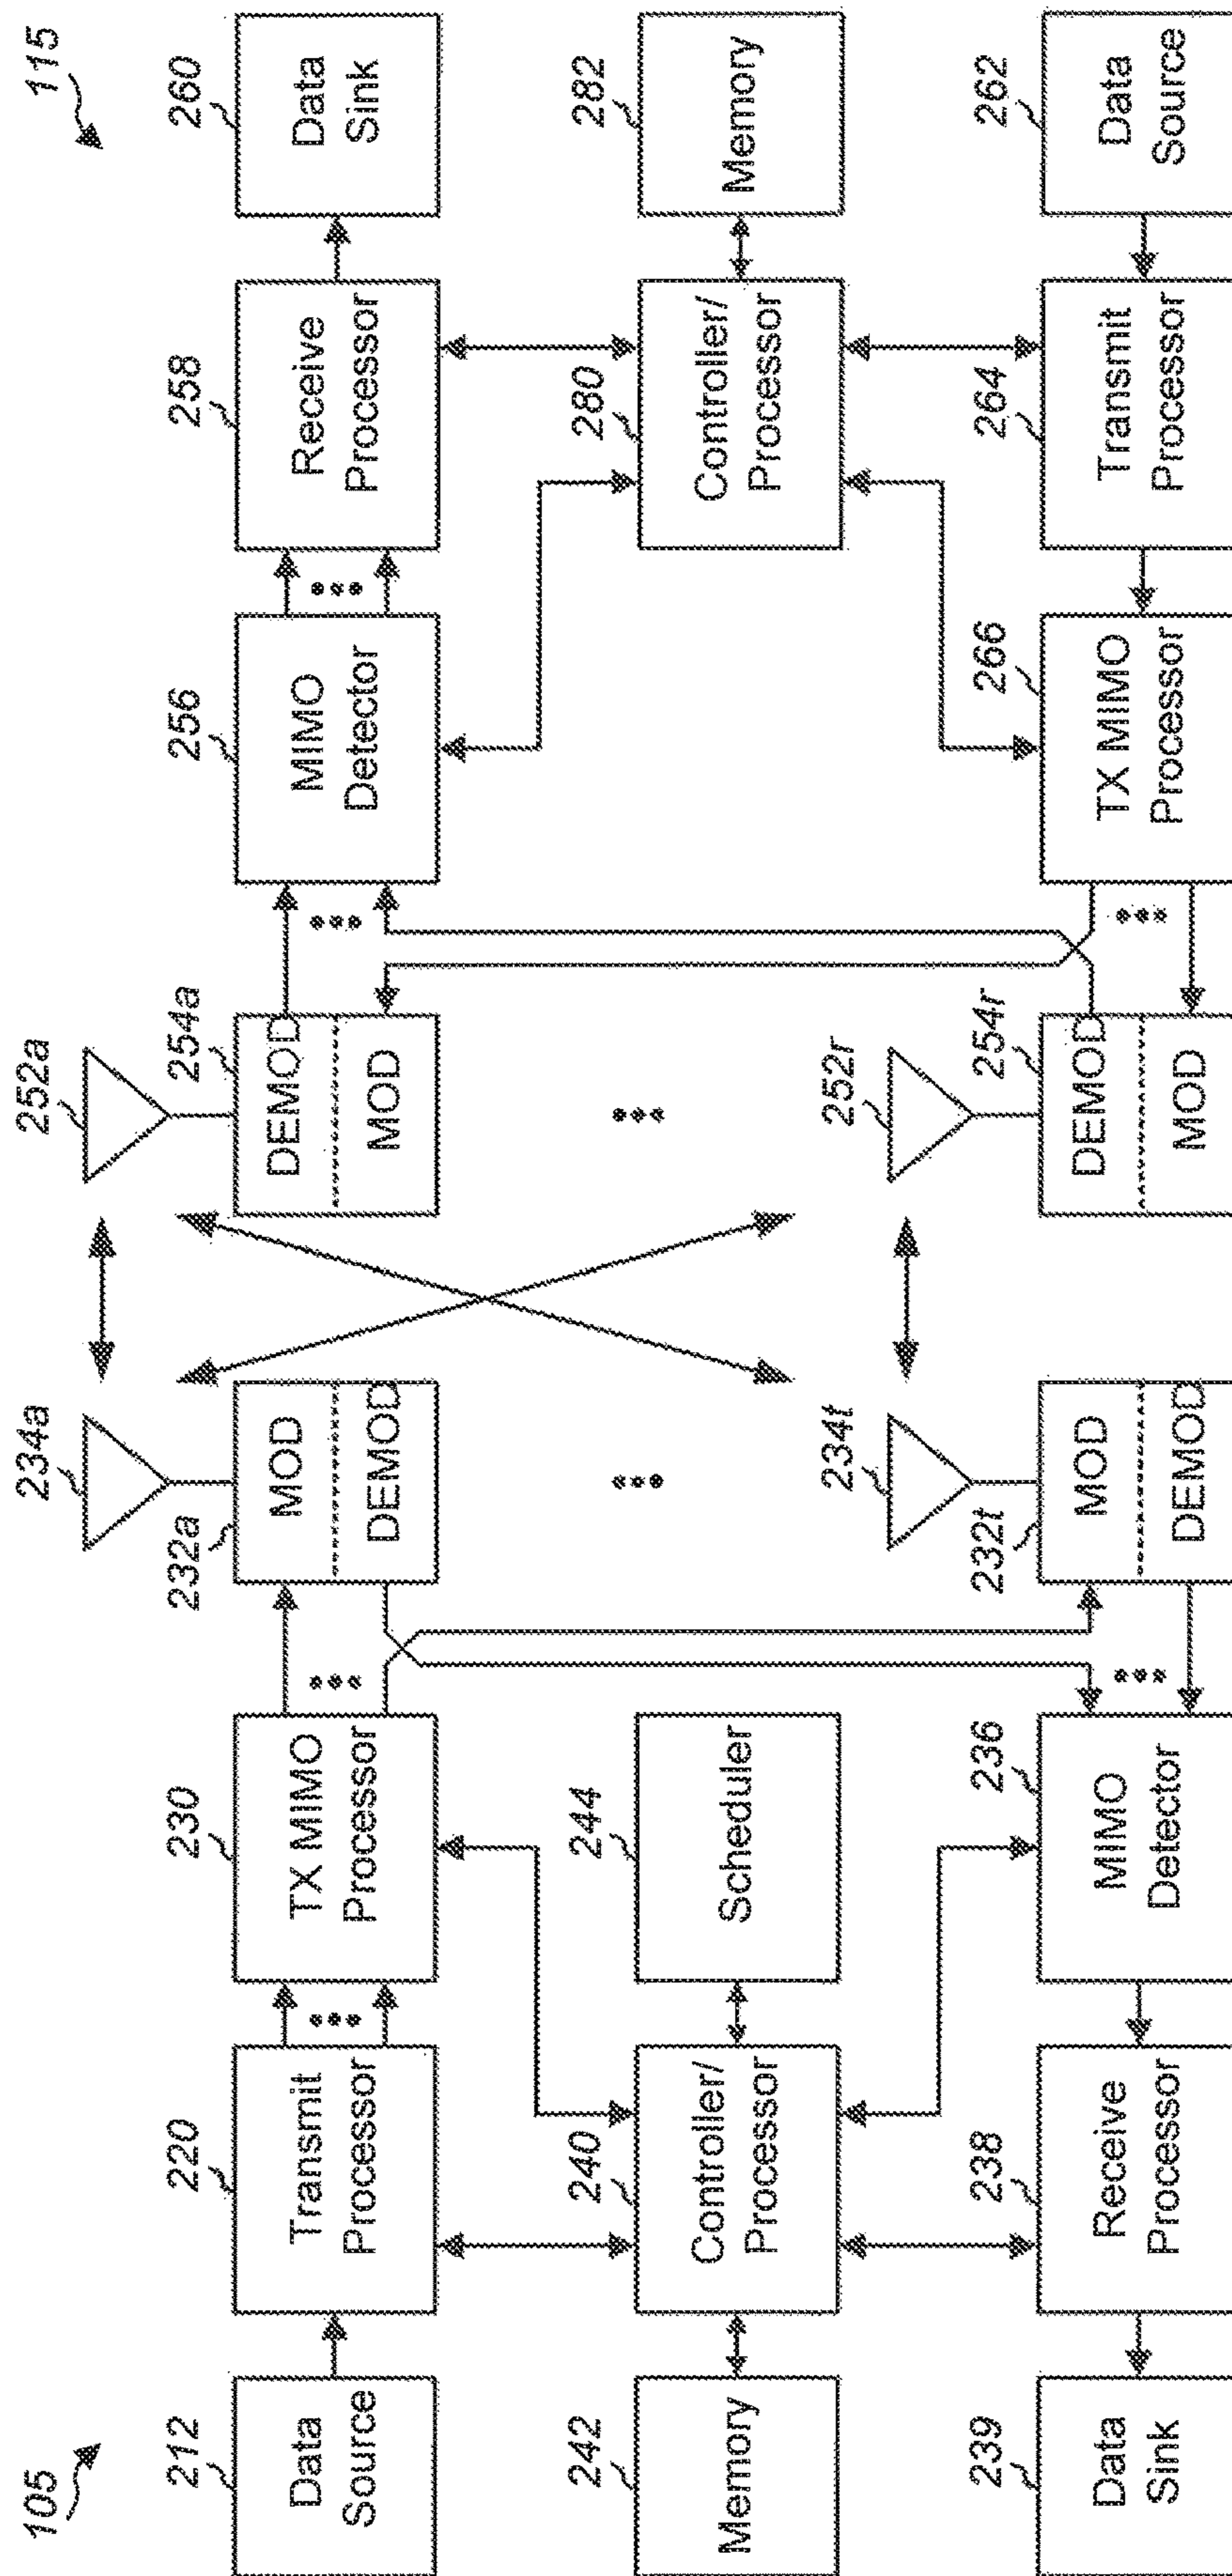 105
115
212
Data
Source
220
Transmit
Processor
230
TX MIMO
Processor
232a
MOD
DEMOD
234a
252a
254a
DEMOD
MOD
256
MIMO
Detector
258
Receive
Processor
260
Data
Sink
242
Memory
240
Controller/
Processor
244
Scheduler
280
Controller/
Processor
282
Memory
239
Data
Sink
238
Receive
Processor
236
MIMO
Detector
232t
MOD
DEMOD
234t
252r
254r
DEMOD
MOD
266
TX MIMO
Processor
264
Transmit
Processor
262
Data
Source